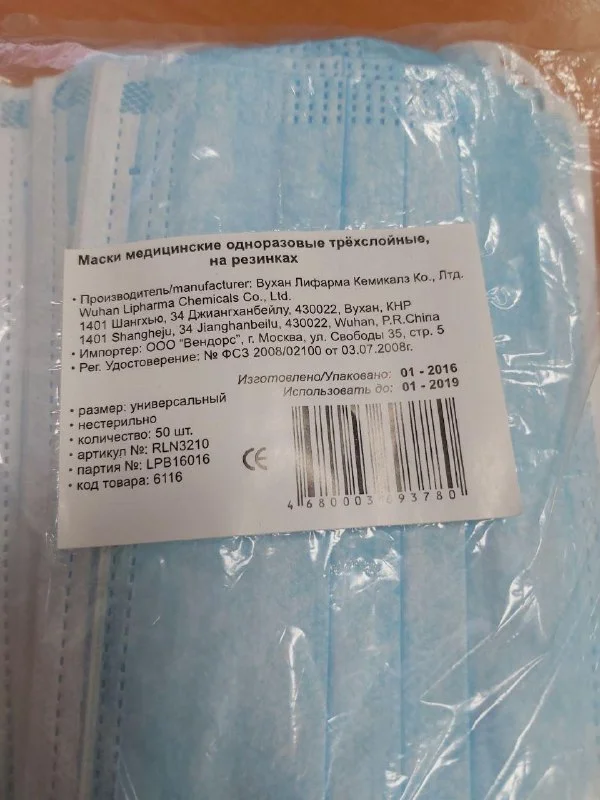 Маски медицинские одноразовые трёхслойные,
на резинках
• Производитель/manufacturer: Вухан Лифарма Кемикалз Ко., Лтд.
Wuhan Lipharma Chemicals Co., Ltd.
1401 Шангхью, 34 Джиангханбейлу, 430022, Вухан, КНР
1401 Shangheju, 34 Jianghanbeilu, 430022, Wuhan, P.R.China
• Импортер: ООО "Вендорс", г. Москва, ул. Свободы 35, стр. 5
• Рег. Удостоверение: № ФСЗ 2008/02100 от 03.07.2008г.
Изготовлено/Упаковано: 01 - 2016
Использовать до: 01 - 2019
• размер: универсальный
• нестерильно
• количество: 50 шт.
• артикул №: RLN3210
• партия №: LPB16016
• код товара: 6116
CE
4 680003 693780